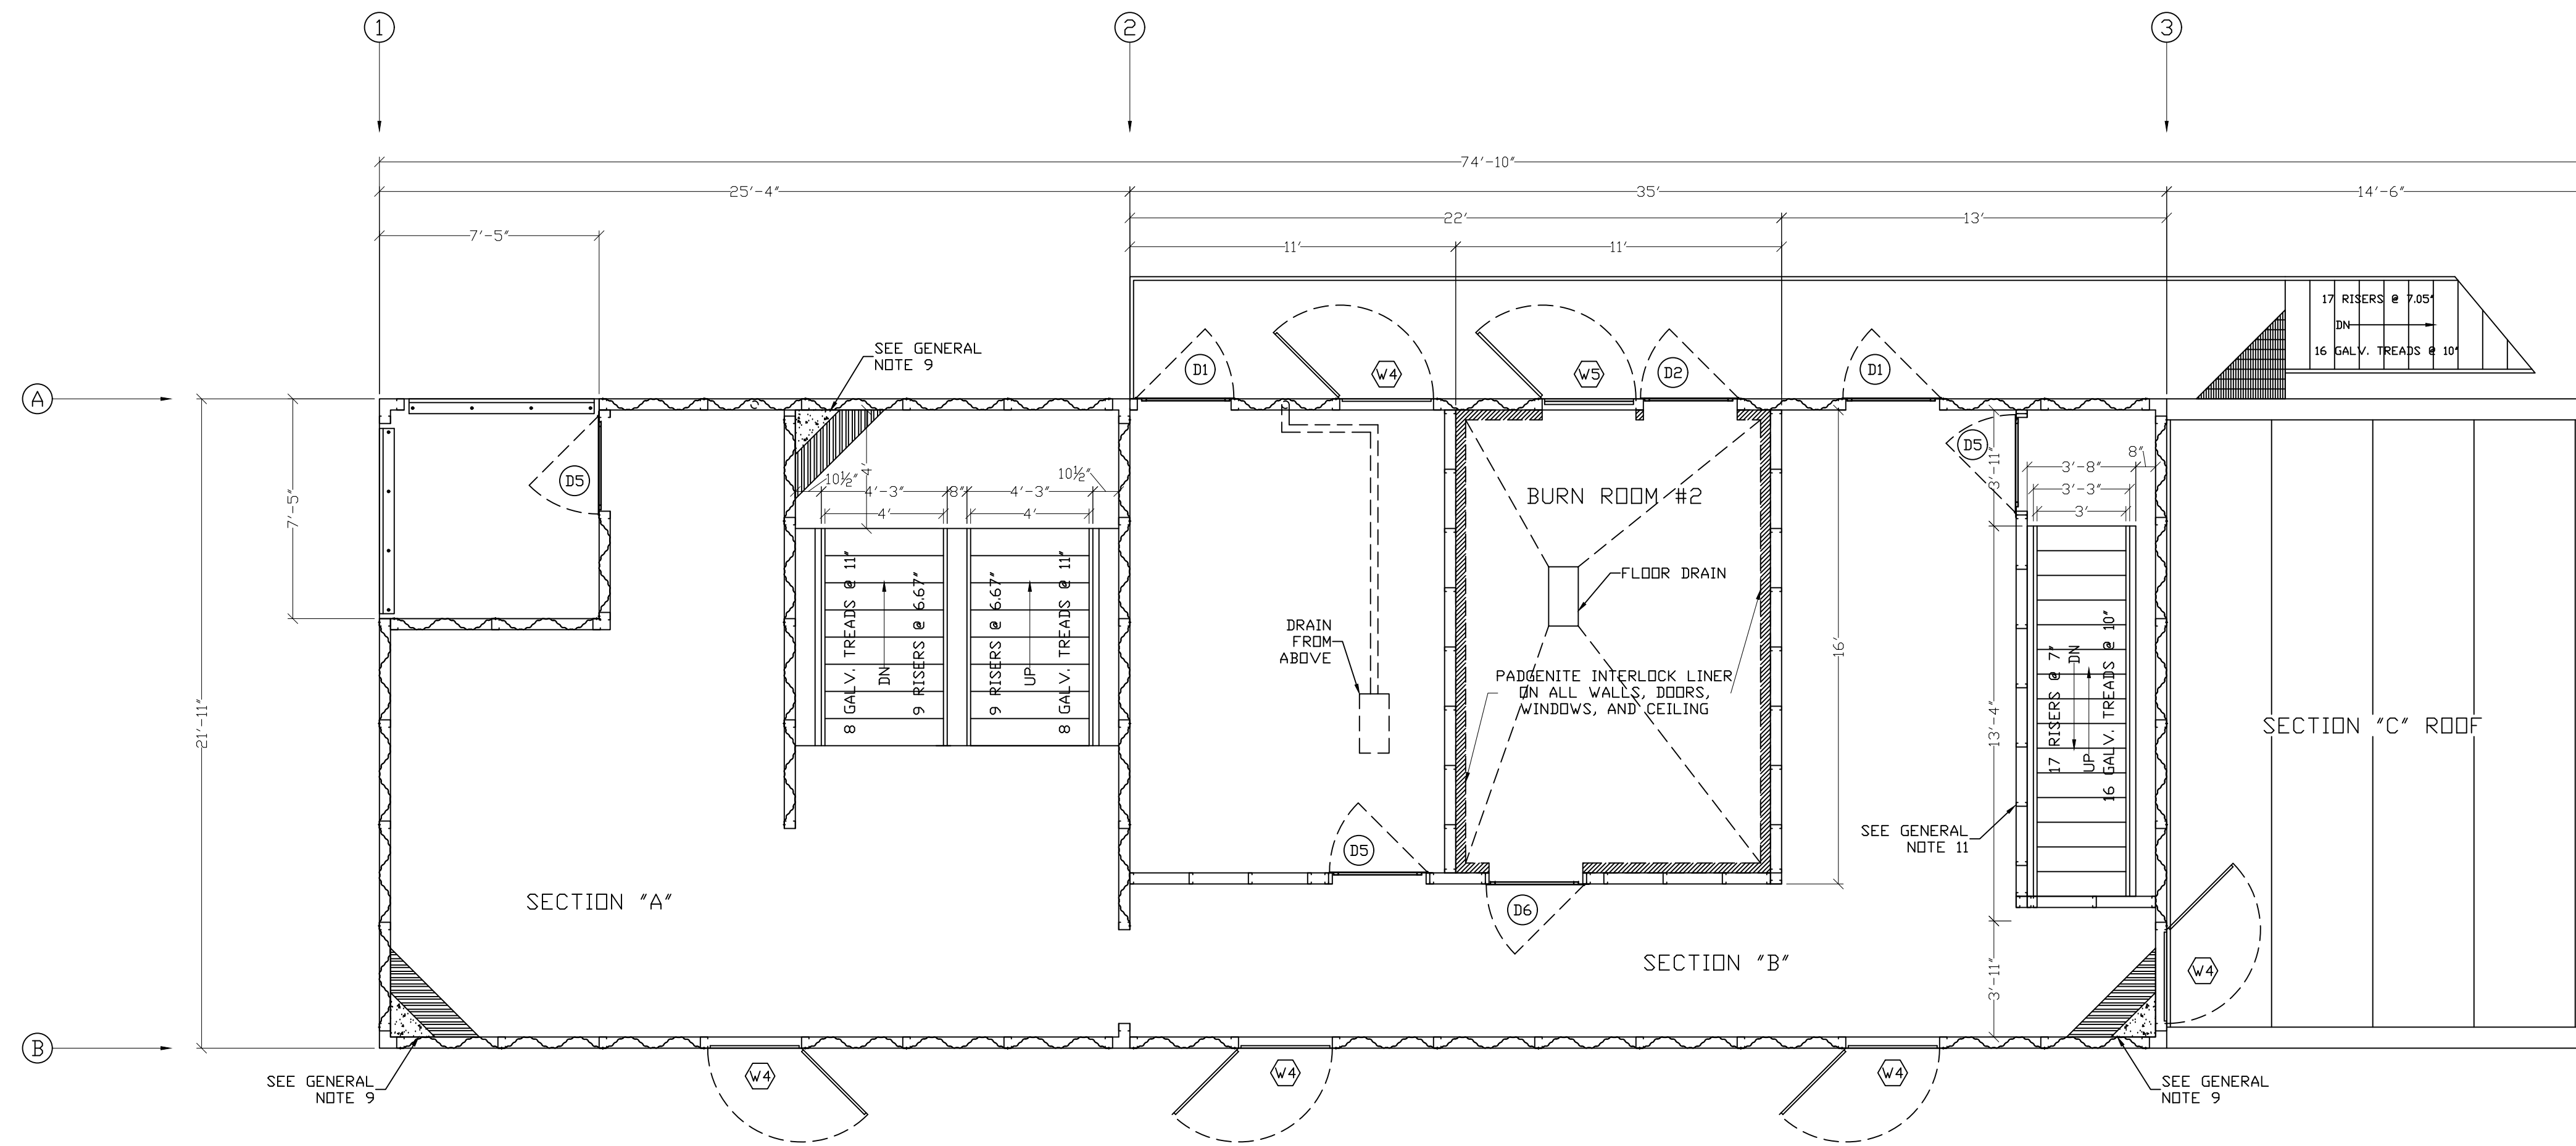 1
2
3
74'-10"
25'-4"
35'
14'-6"
22'
13'
7'-5"
11'
11'
17 RISERS @ 7.05"
DN
16 GALV. TREADS @ 10"
SEE GENERAL
NOTE 9
D1
W4
W5
D2
D1
A
D5
D5
3'-11"
7'-5"
10½"
4'-3"
8"
4'-3"
10½"
4'
4'
4'
BURN ROOM #2
3'-8"
8"
3'-3"
3'
FLOOR DRAIN
8 GALV. TREADS @ 11"
DN
9 RISERS @ 6.67"
9 RISERS @ 6.67"
UP
8 GALV. TREADS @ 11"
DRAIN
FROM
ABOVE
16'
PADGENITE INTERLOCK LINER
ON ALL WALLS, DOORS,
WINDOWS, AND CEILING
21'-11"
13'-4"
17 RISERS @ 7"
DN
UP
16 GALV. TREADS @ 10"
SECTION "C" ROOF
SEE GENERAL
NOTE 11
D5
SECTION "A"
D6
SECTION "B"
3'-11"
W4
B
SEE GENERAL
NOTE 9
W4
W4
W4
SEE GENERAL
NOTE 9